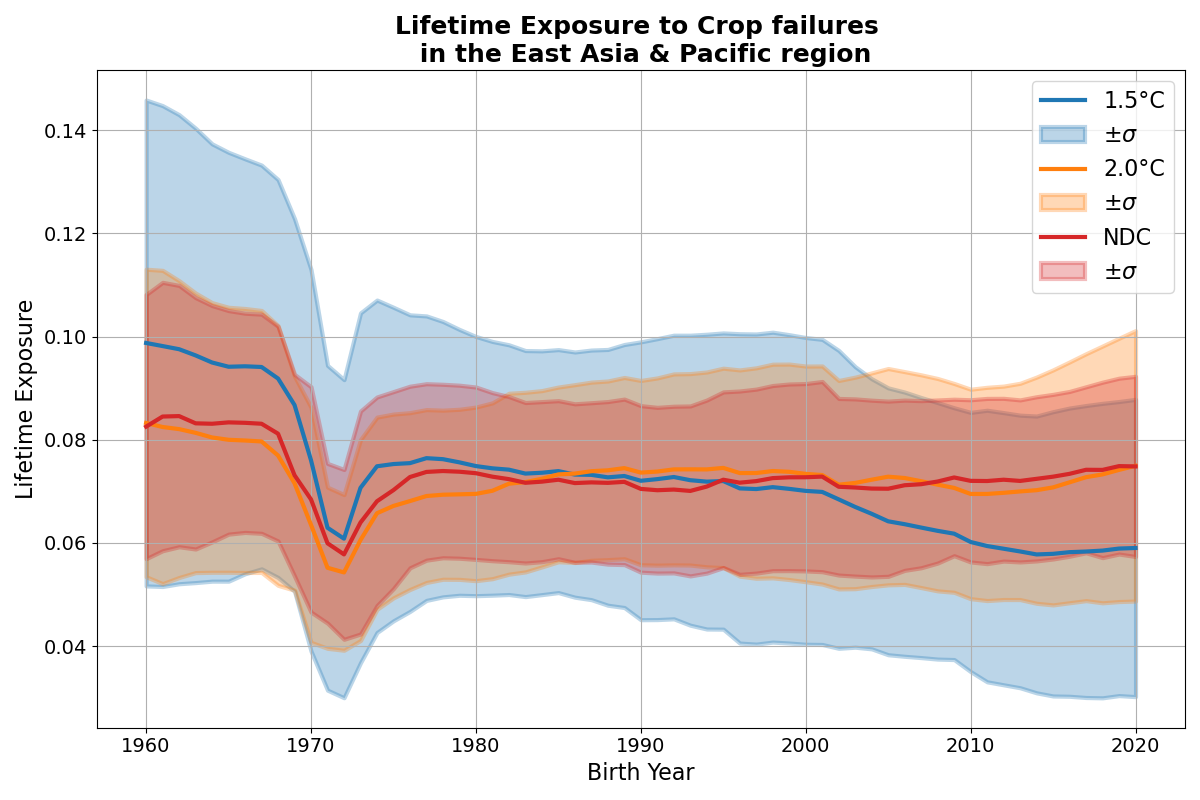 Lifetime Exposure to Crop failures
in the East Asia & Pacific region
Lifetime Exposure
0.14
0.12
0.10
0.08
0.06
0.04
1960
1970
1980
1990
2000
2010
2020
Birth Year
1.5°C
±σ
2.0°C
±σ
NDC
±σ